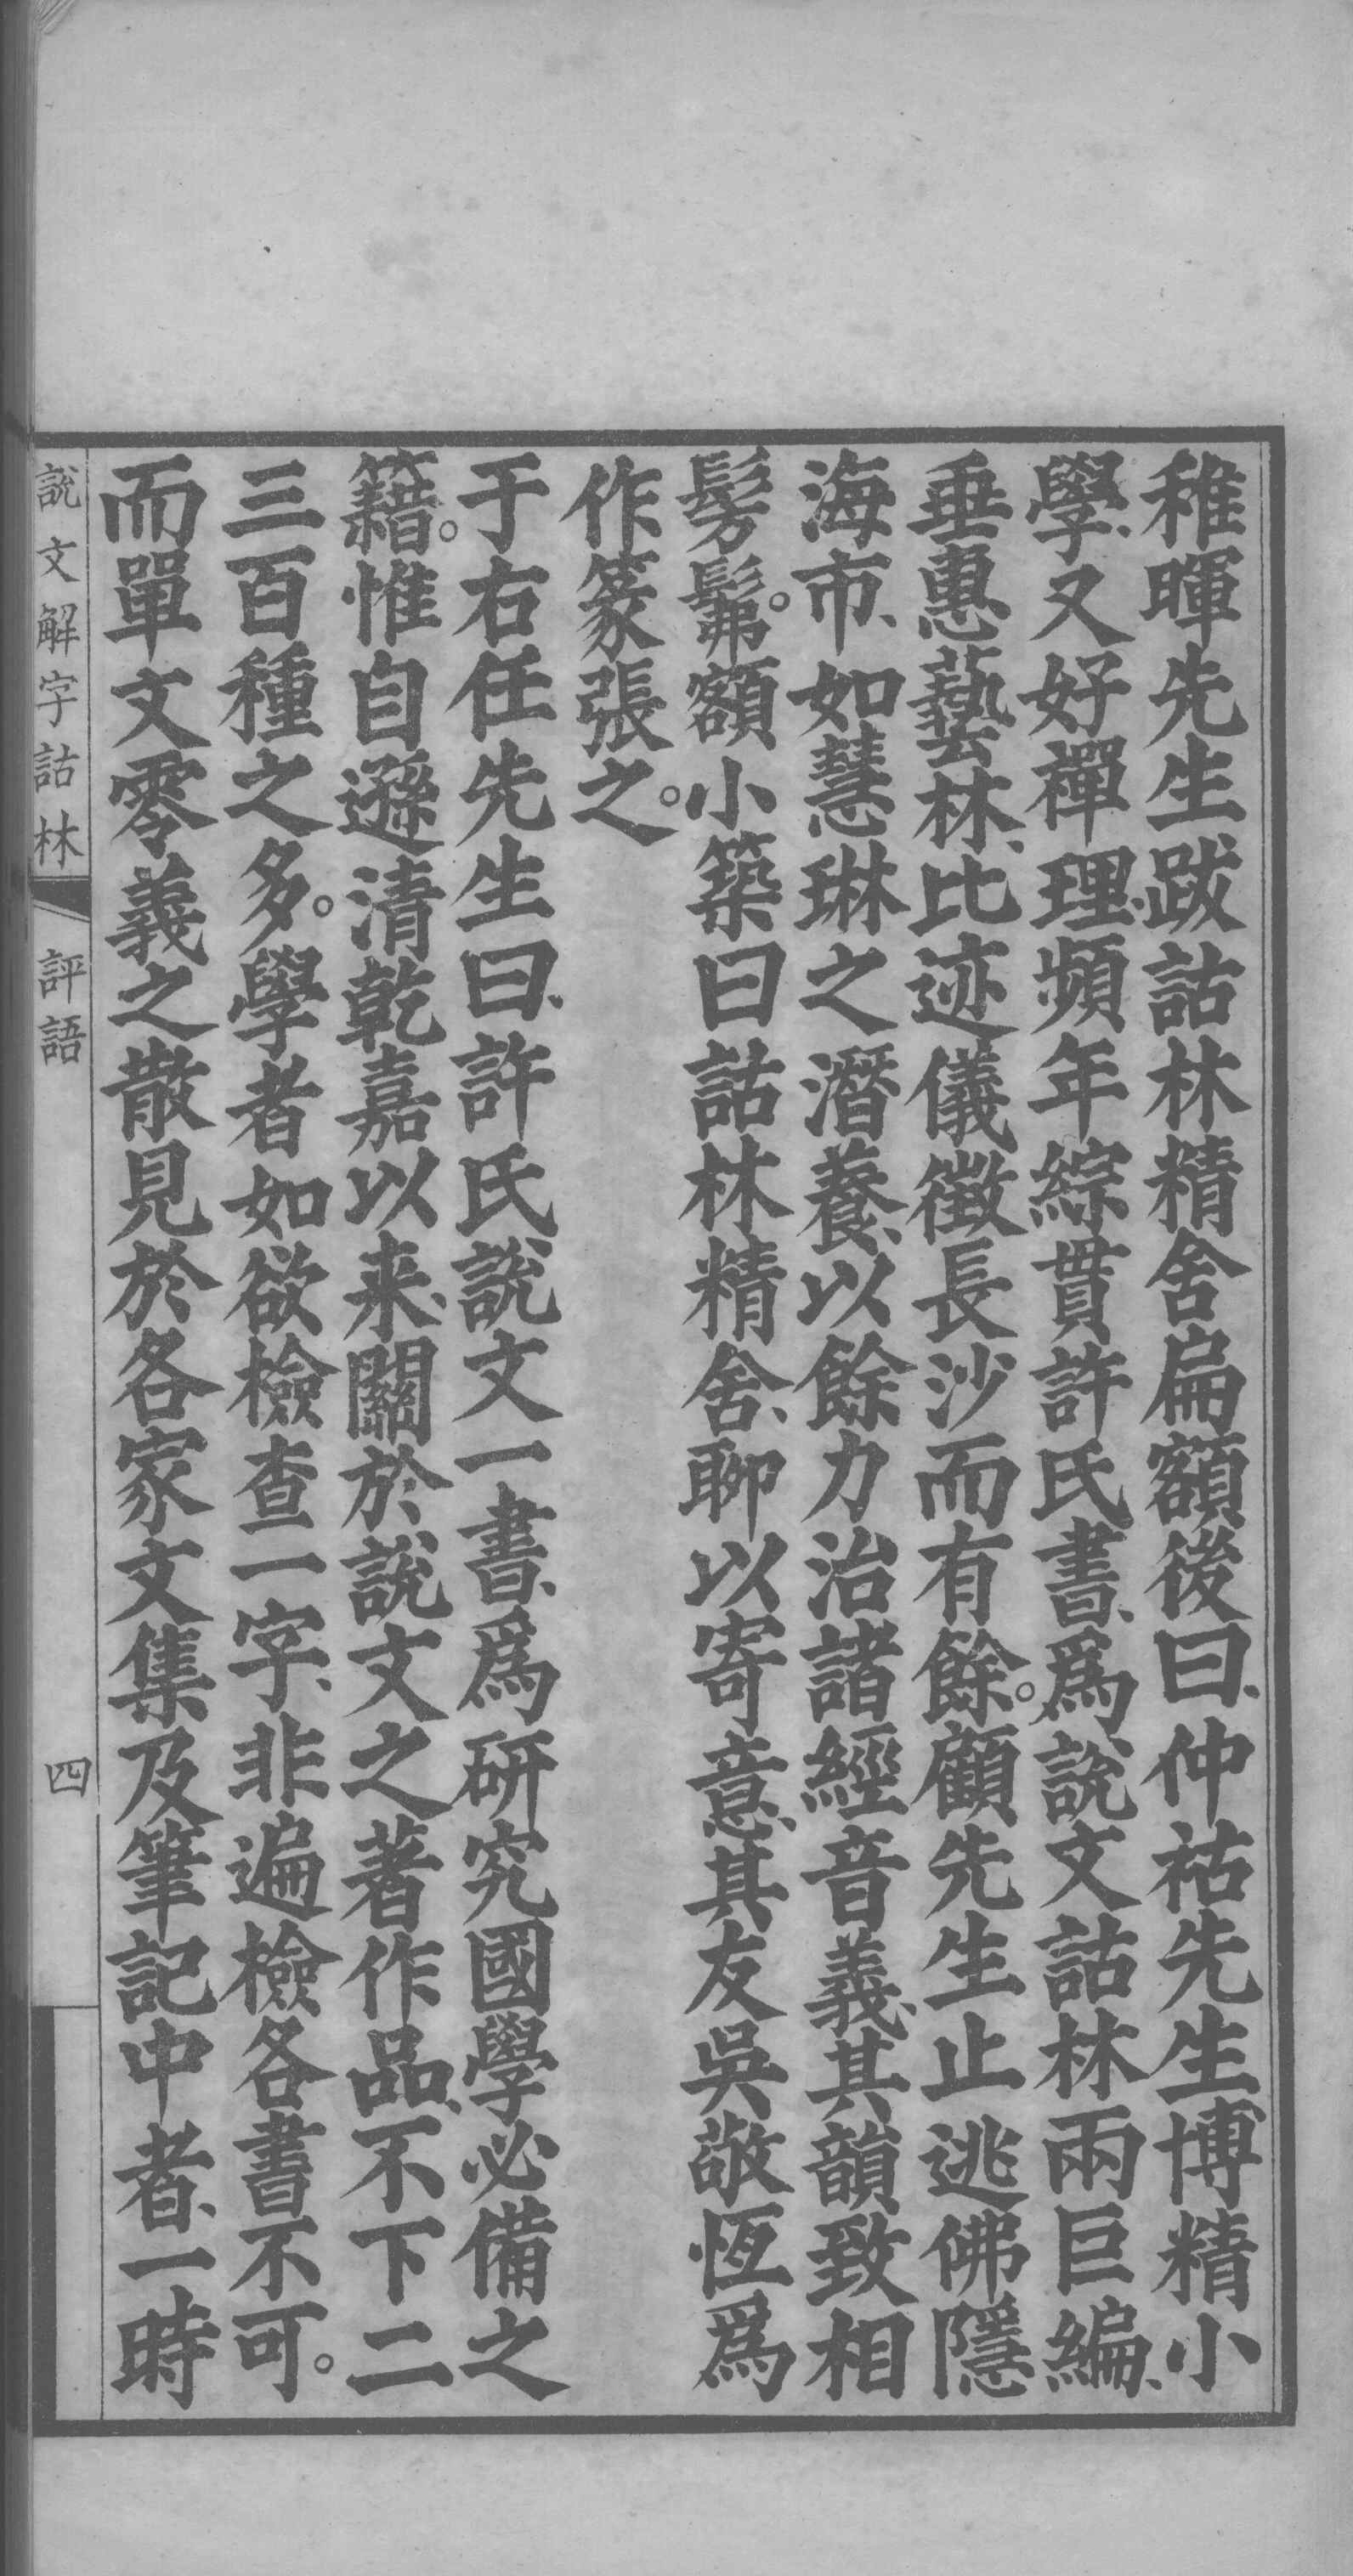 稚暉先生跋詁林精舍扁額後曰、仲祜先生博精小
學、又好禪理、頻年綜貫許氏書、爲說文詁林兩巨編、
垂惠藝林、比迹儀徵長沙而有餘。顧先生止逃佛隱
海市、如慧琳之潛養、以餘力治諸經音義、其韻致相
髣髴。額小築曰詁林精舍、聊以寄意、其友吳敬恆爲
作篆張之。
于右任先生曰、許氏說文一書、爲研究國學必備之
籍。惟自遜清乾嘉以来、關於說文之著作品、不下二
三百種之多。學者如欲檢查一字、非遍檢各書不可。
而單文零義之散見於各家文集及筆記中者、一時
說文解字詁林 評語 四